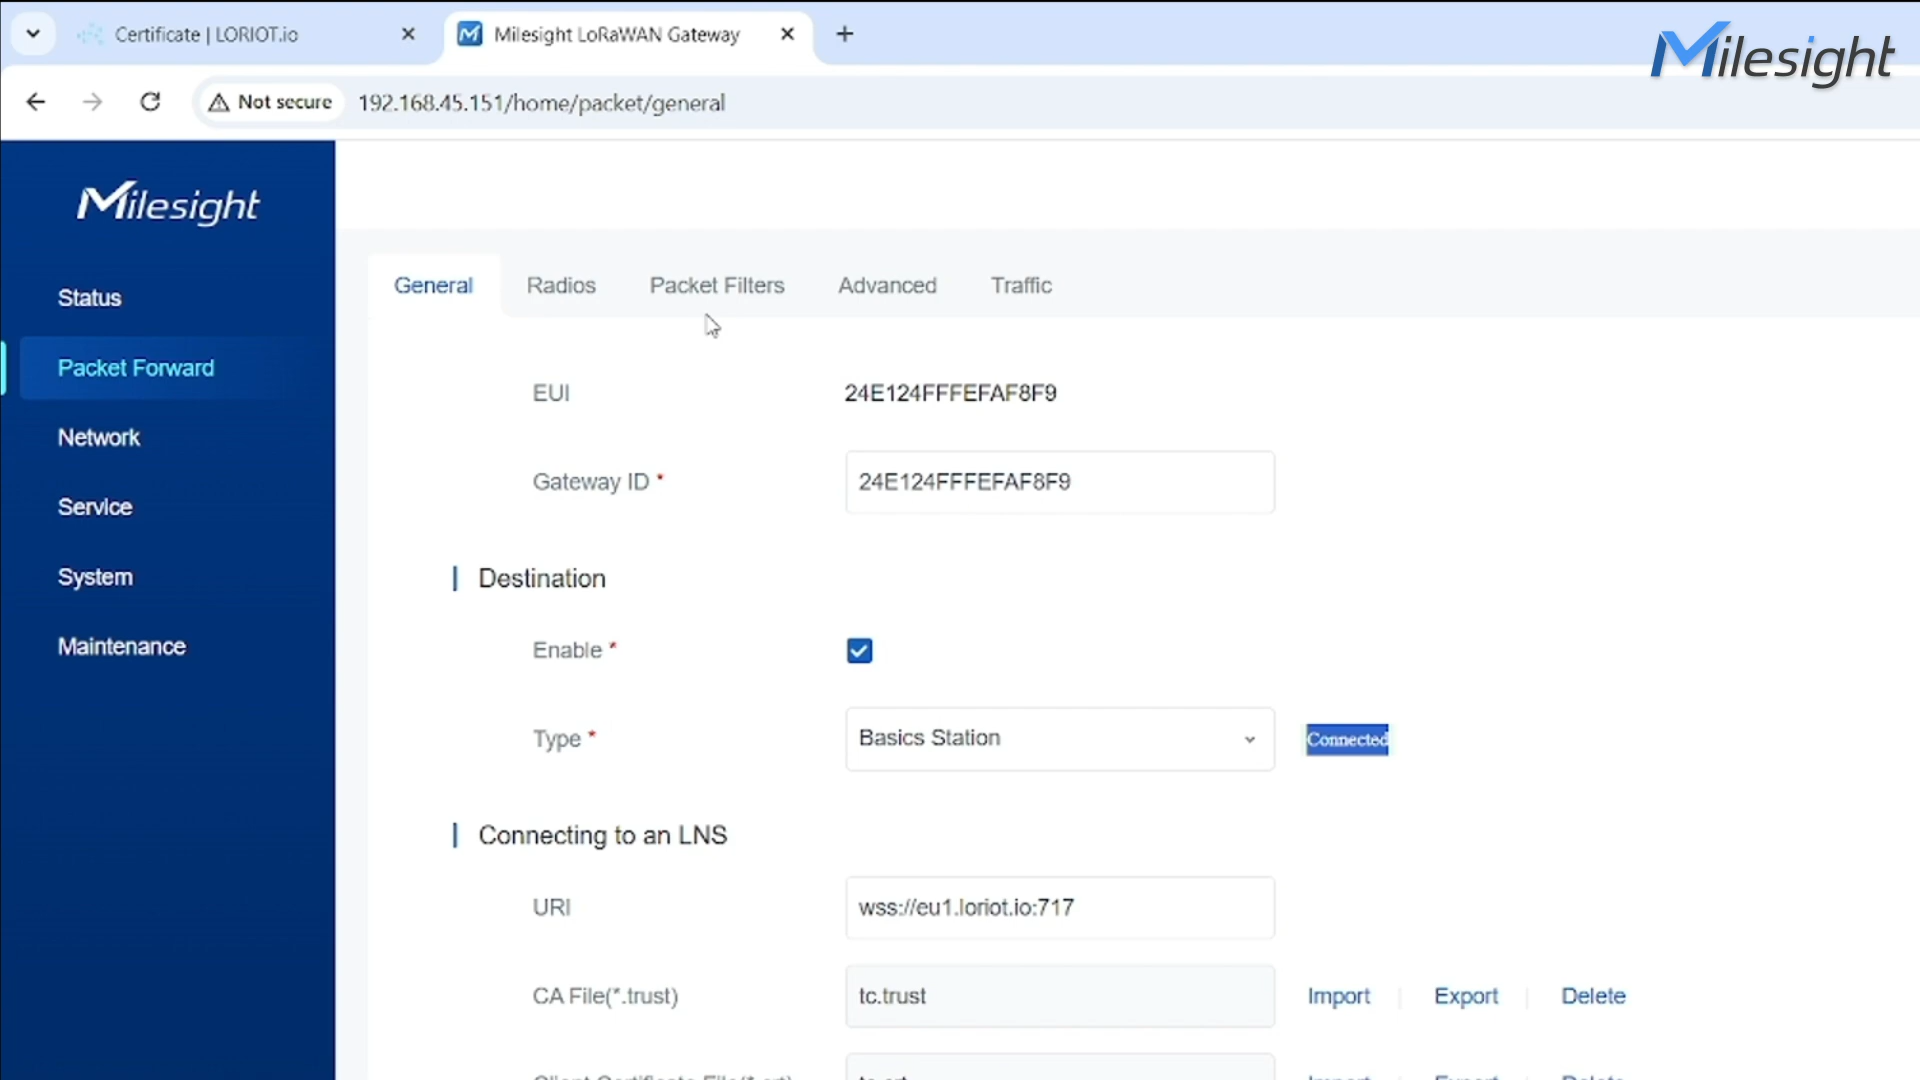 Certificate | LORIOT.io
Milesight LoRaWAN Gateway
Milesight
Not secure
192.168.45.151/home/packet/general
Milesight
Status
Packet Forward
Network
Service
System
Maintenance
General
Radios
Packet Filters
Advanced
Traffic
EUI
24E124FFFEFAF8F9
Gateway ID *
24E124FFFEFAF8F9
Destination
Enable *
Type *
Basics Station
Connected
Connecting to an LNS
URI
wss://eu1.loriot.io:717
CA File(*.trust)
tc.trust
Import
Export
Delete